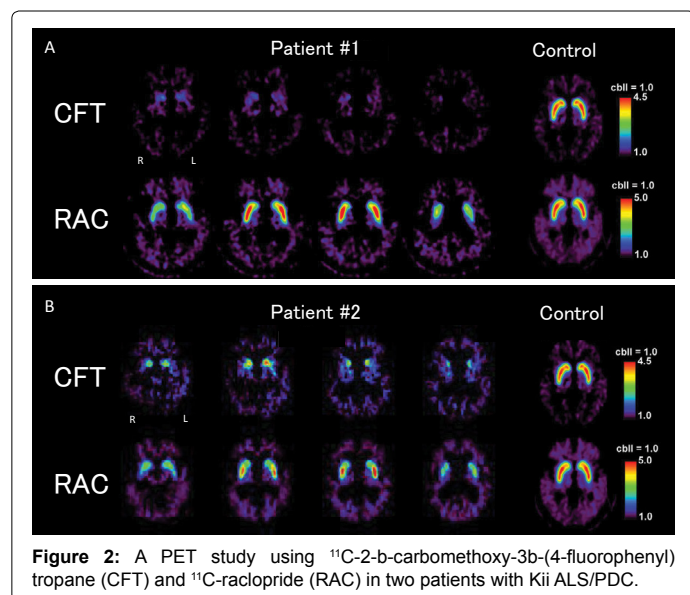 A
Patient #1
Control
CFT
cbll = 1.0
4.5
1.0
R L
RAC
cbll = 1.0
5.0
1.0
B
Patient #2
Control
CFT
cbll = 1.0
4.5
1.0
R L
RAC
cbll = 1.0
5.0
1.0
Figure 2: A PET study using ¹¹C-2-b-carbomethoxy-3b-(4-fluorophenyl)
tropane (CFT) and ¹¹C-raclopride (RAC) in two patients with Kii ALS/PDC.